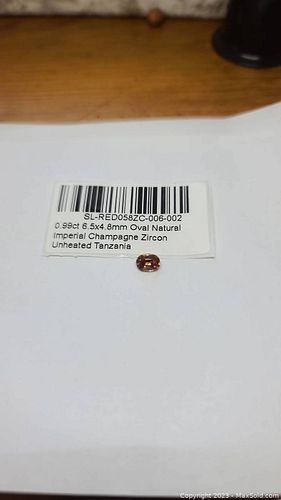 SL-RED058ZC-006-002
0.99ct 6.5x4.8mm Oval Natural
Imperial Champagne Zircon
Unheated Tanzania
Copyright 2023 - MaxSold.com